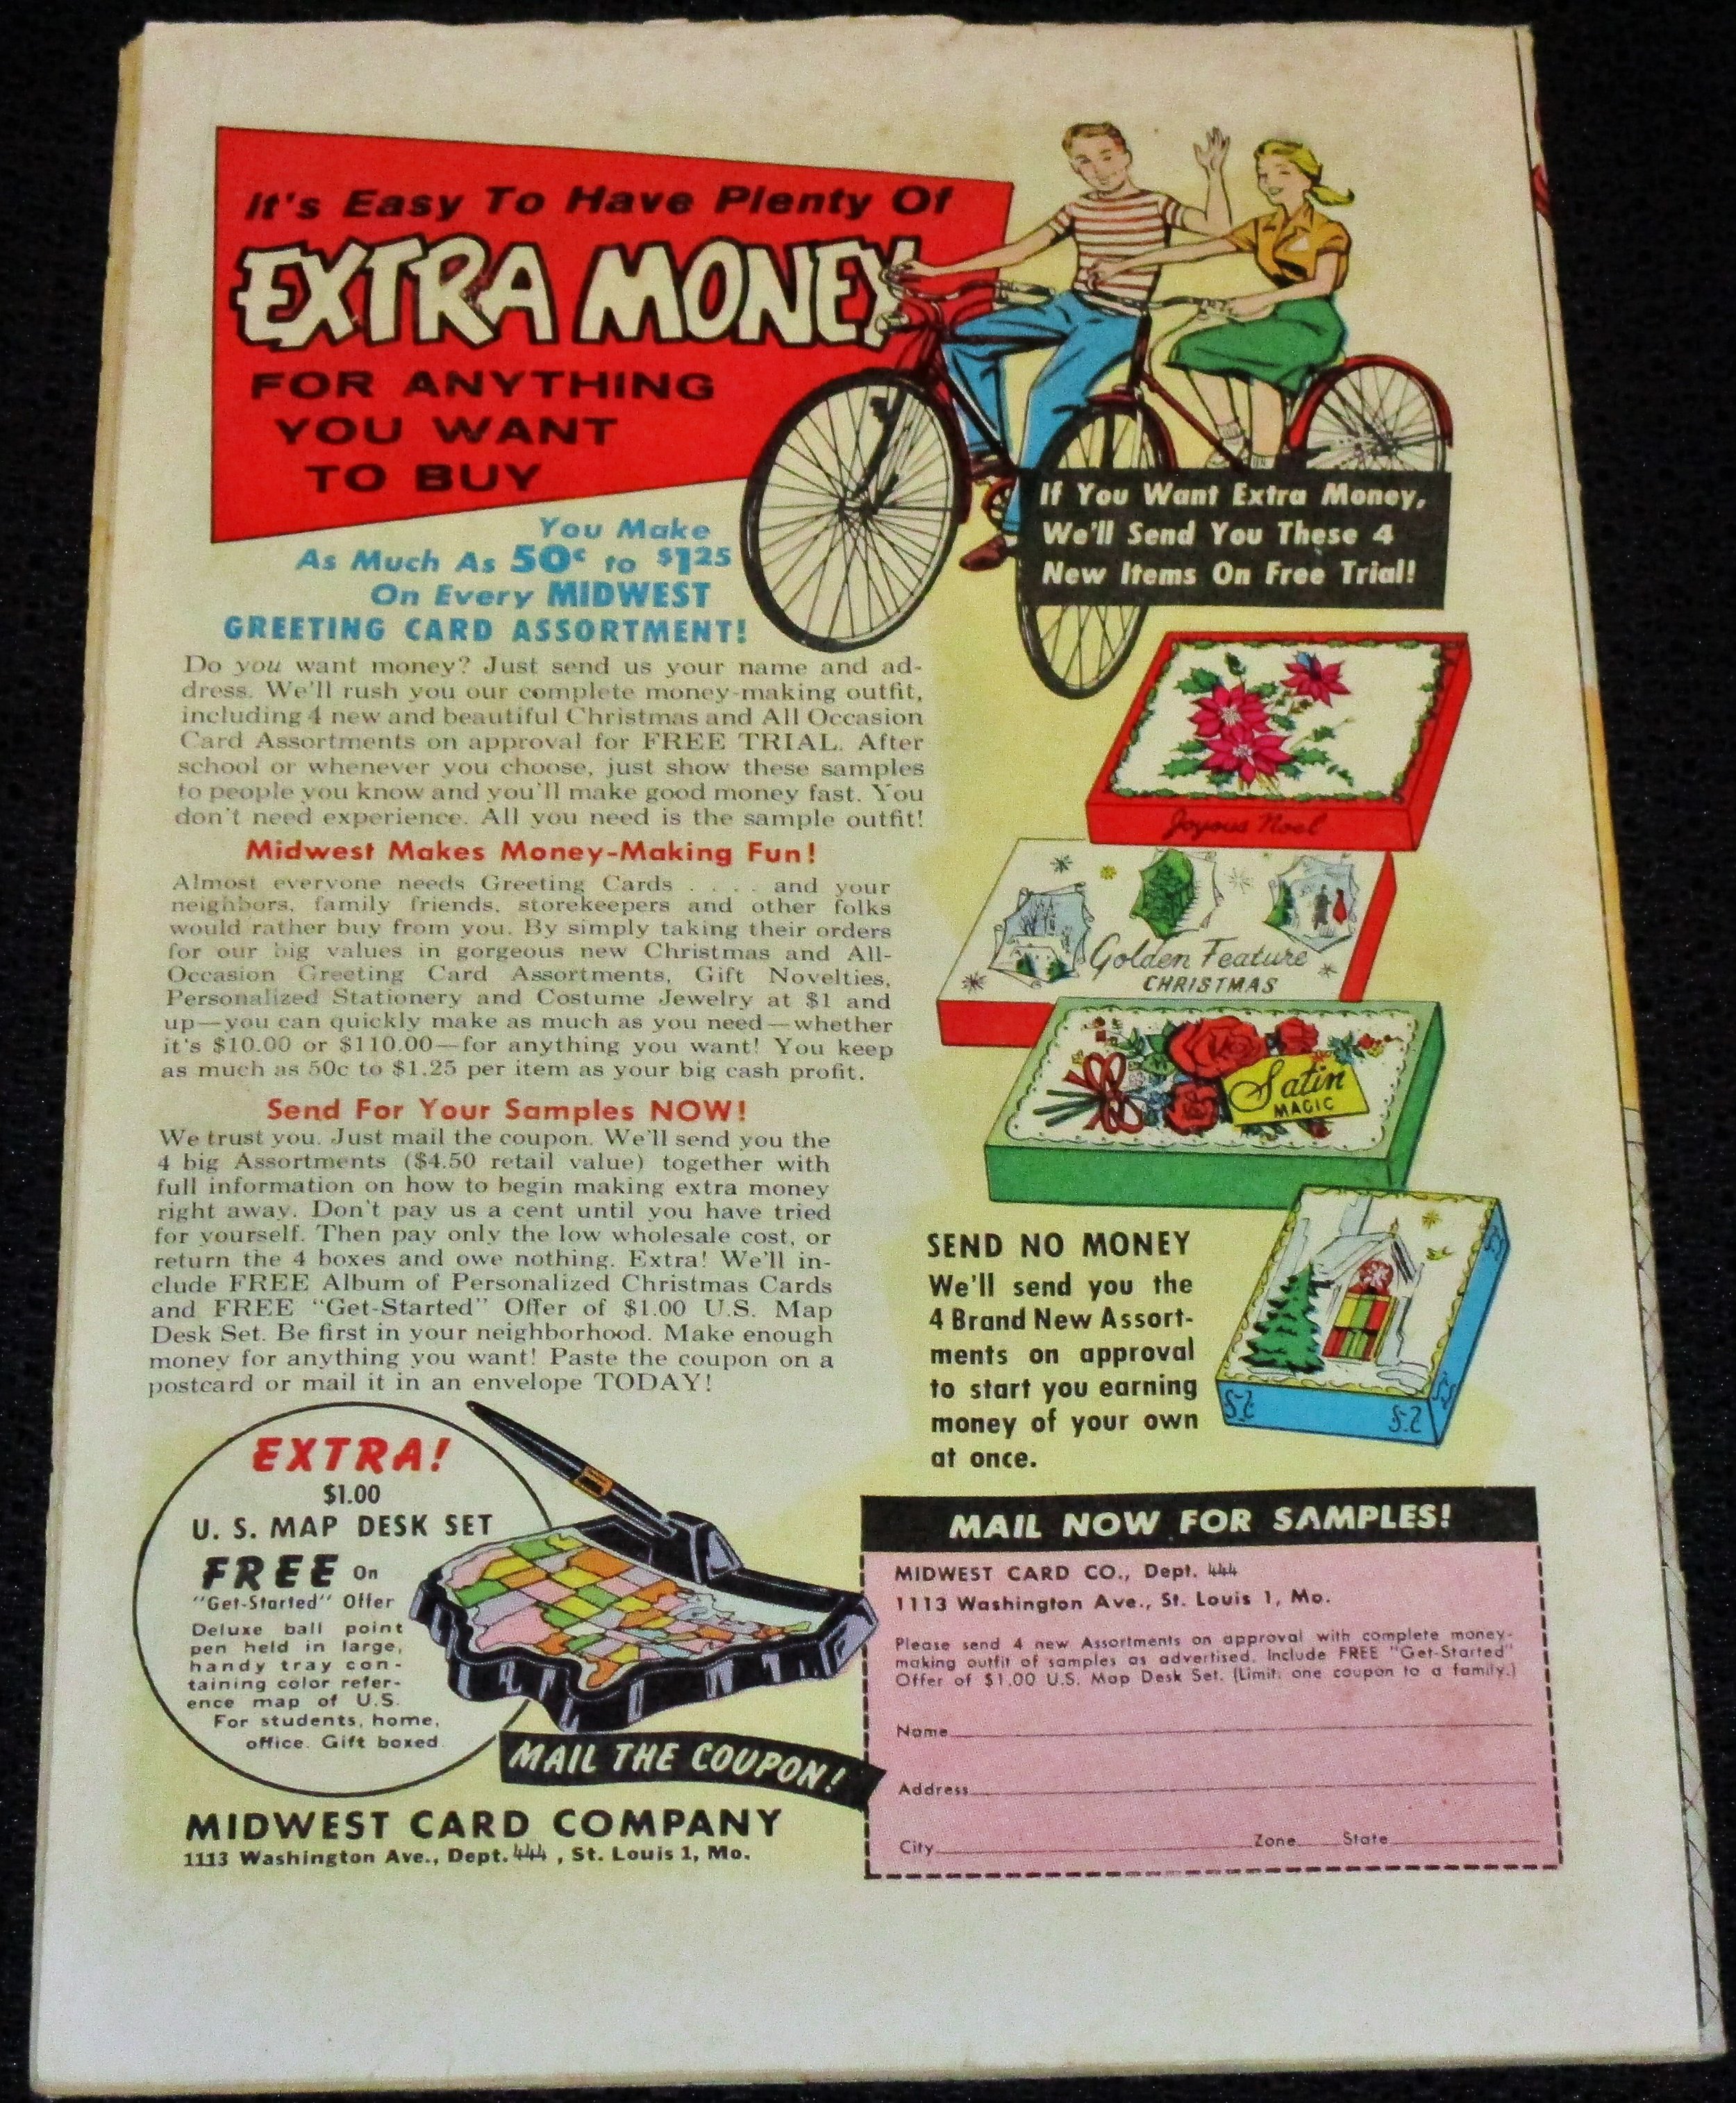 It's Easy To Have Plenty Of
EXTRA MONEY
FOR ANYTHING
YOU WANT
TO BUY
If You Want Extra Money,
We'll Send You These 4
New Items On Free Trial!
You Make
As Much As 50c to $1 25
On Every MIDWEST
GREETING CARD ASSORTMENT!
Do you want money? Just send us your name and ad-
dress. We'll rush you our complete money-making outfit,
including 4 new and beautiful Christmas and All Occasion
Card Assortments on approval for FREE TRIAL. After
school or whenever you choose, just show these samples
to people you know and you'll make good money fast. You
don't need experience. All you need is the sample outfit!
Midwest Makes Money-Making Fun!
Almost everyone needs Greeting Cards . . . . and your
neighbors, family friends, storekeepers and other folks
would rather buy from you. By simply taking their orders
for our big values in gorgeous new Christmas and All-
Occasion Greeting Card Assortments, Gift Novelties,
Personalized Stationery and Costume Jewelry at $1 and
up—you can quickly make as much as you need—whether
it's $10.00 or $110.00—for anything you want! You keep
as much as 50c to $1.25 per item as your big cash profit.
Send For Your Samples NOW!
We trust you. Just mail the coupon. We'll send you the
4 big Assortments ($4.50 retail value) together with
full information on how to begin making extra money
right away. Don't pay us a cent until you have tried
for yourself. Then pay only the low wholesale cost, or
return the 4 boxes and owe nothing. Extra! We'll in-
clude FREE Album of Personalized Christmas Cards
and FREE "Get-Started" Offer of $1.00 U.S. Map
Desk Set. Be first in your neighborhood. Make enough
money for anything you want! Paste the coupon on a
postcard or mail it in an envelope TODAY!
Joyous Noel
Golden Feature
CHRISTMAS
Satin
MAGIC
SEND NO MONEY
We'll send you the
4 Brand New Assort-
ments on approval
to start you earning
money of your own
at once.
EXTRA!
$1.00
U. S. MAP DESK SET
FREE On
"Get-Started" Offer
Deluxe ball point
pen held in large,
handy tray con-
taining color refer-
ence map of U.S.
For students, home,
office. Gift boxed.
MAIL THE COUPON!
MIDWEST CARD COMPANY
1113 Washington Ave., Dept. 444 , St. Louis 1, Mo.
MAIL NOW FOR SAMPLES!
MIDWEST CARD CO., Dept. 444
1113 Washington Ave., St. Louis 1, Mo.
Please send 4 new Assortments on approval with complete money-
making outfit of samples as advertised. Include FREE "Get-Started"
Offer of $1.00 U.S. Map Desk Set. (Limit: one coupon to a family.)
Name
Address
City Zone State